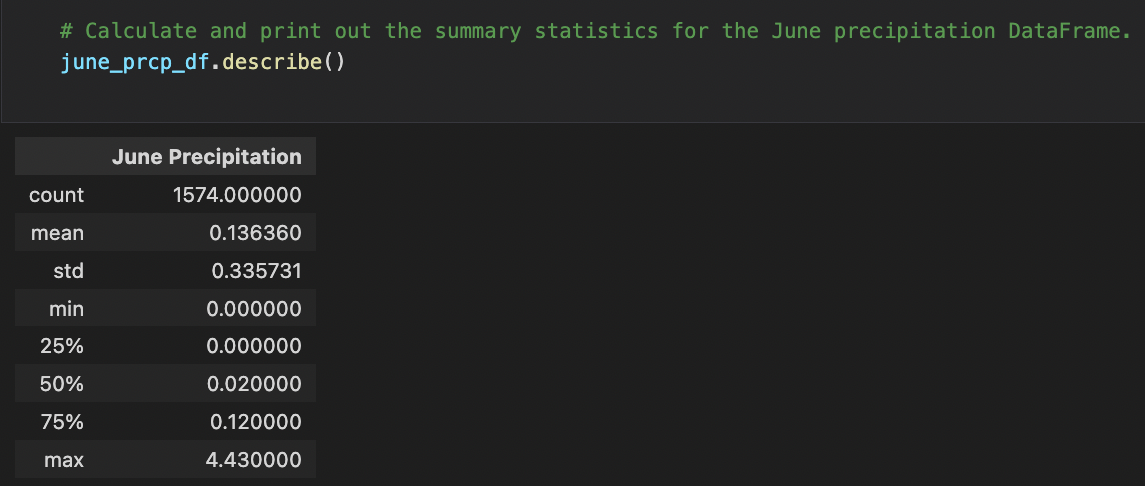 # Calculate and print out the summary statistics for the June precipitation DataFrame.
june_prcp_df.describe()
June Precipitation
count 1574.000000
mean 0.136360
std 0.335731
min 0.000000
25% 0.000000
50% 0.020000
75% 0.120000
max 4.430000